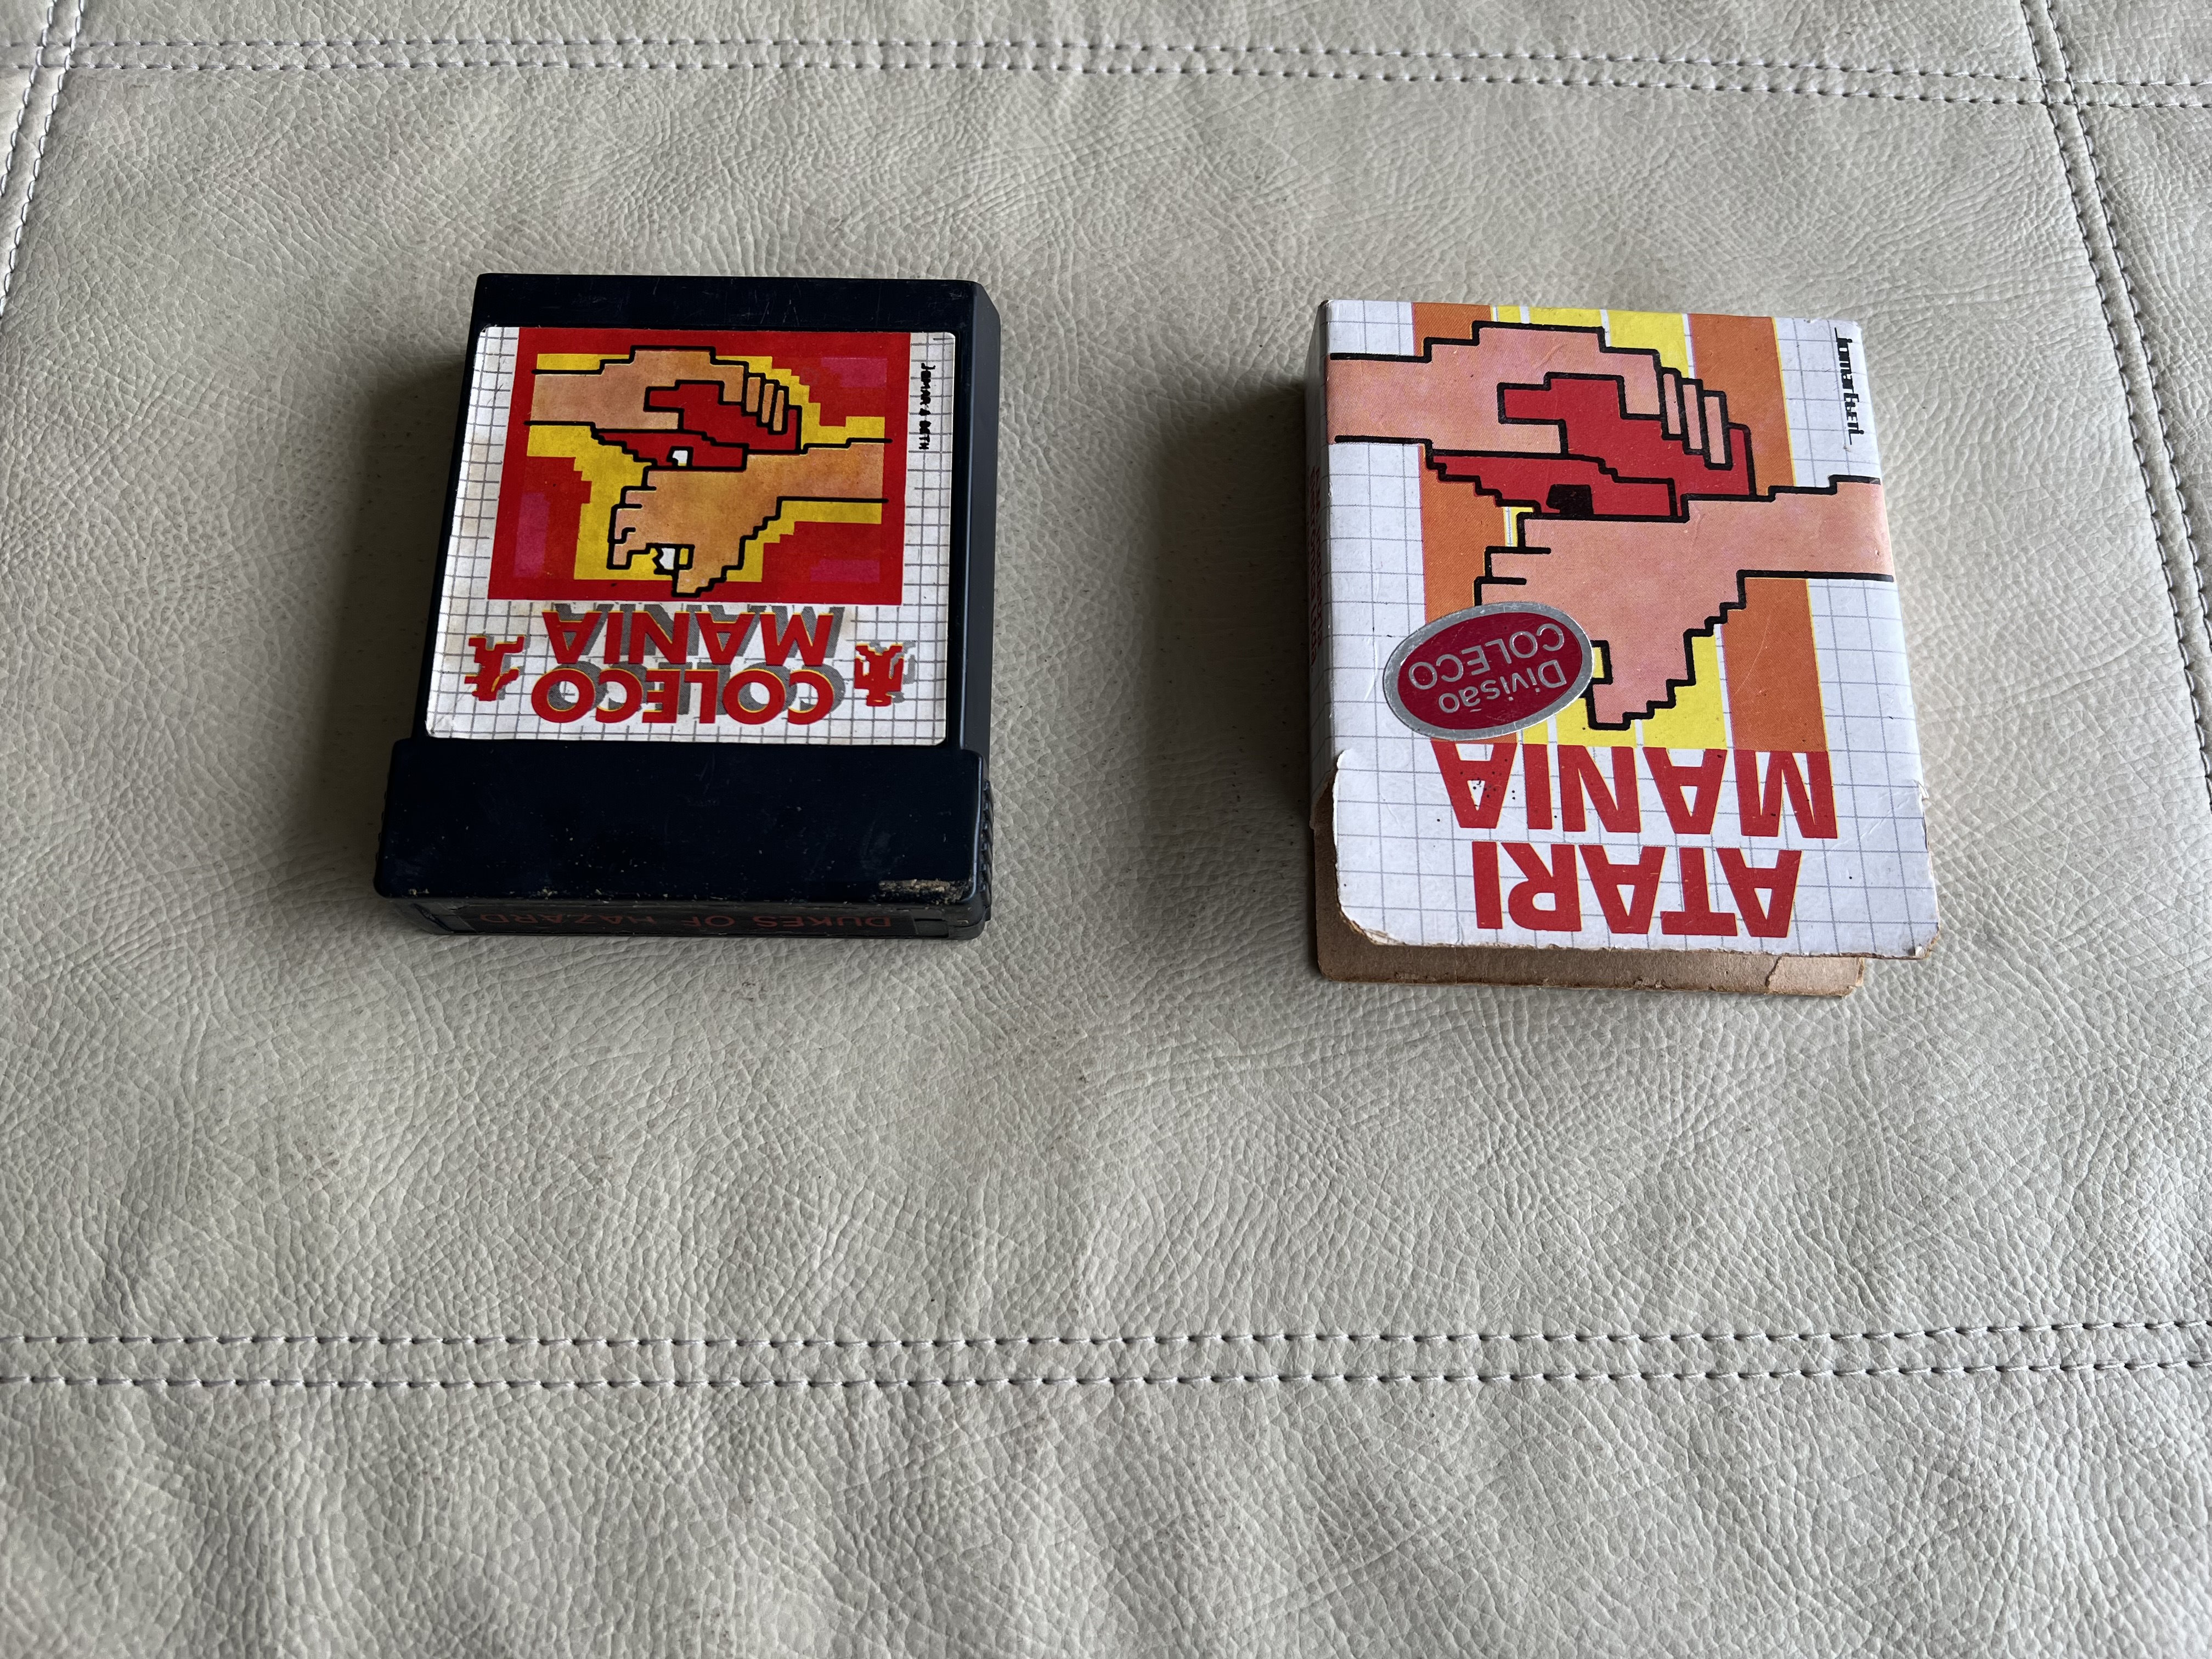 COLECO
MANIA
DUKES OF HAZARD
ATARI
MANIA
Divisão
COLECO